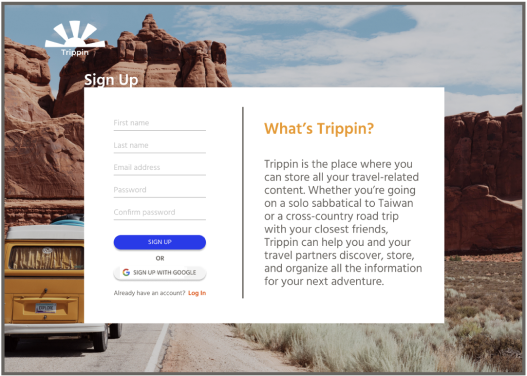 Trippin
Sign Up
First name
Last name
Email address
Password
Confirm password
SIGN UP
OR
SIGN UP WITH GOOGLE
Already have an account? Log In
What's Trippin?
Trippin is the place where you
can store all your travel-related
content. Whether you're going
on a solo sabbatical to Taiwan
or a cross-country road trip
with your closest friends,
Trippin can help you and your
travel partners discover, store,
and organize all the information
for your next adventure.